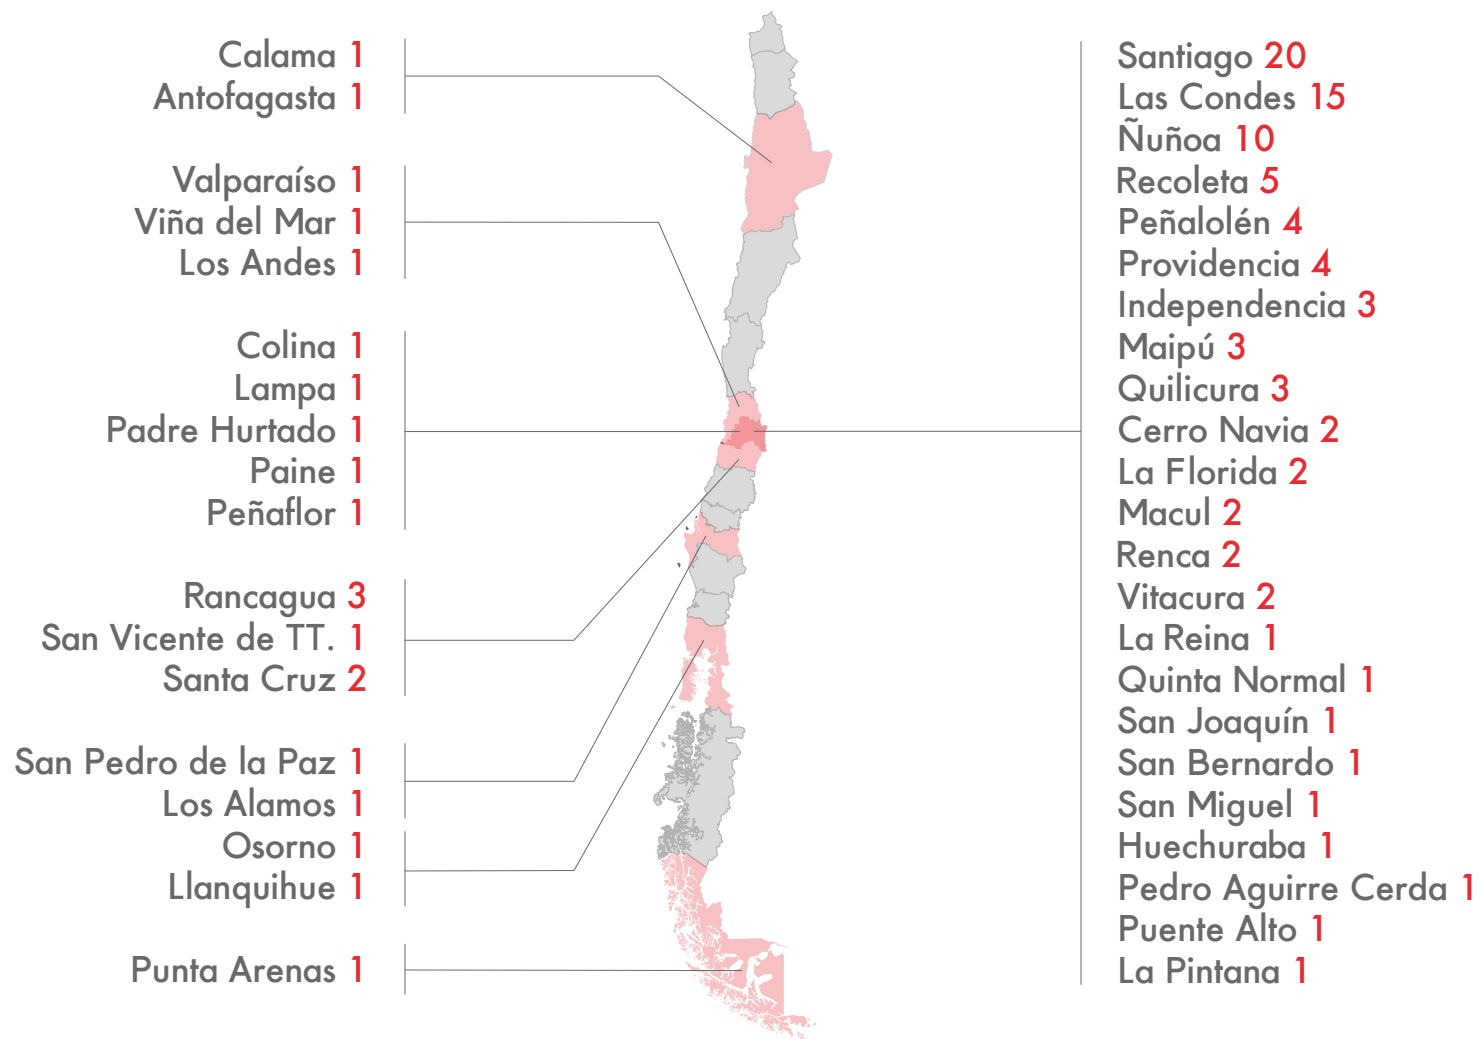 Calama 1
Antofagasta 1
Valparaíso 1
Viña del Mar 1
Los Andes 1
Colina 1
Lampa 1
Padre Hurtado 1
Paine 1
Peñaflor 1
Rancagua 3
San Vicente de TT. 1
Santa Cruz 2
San Pedro de la Paz 1
Los Alamos 1
Osorno 1
Llanquihue 1
Punta Arenas 1
Santiago 20
Las Condes 15
Ñuñoa 10
Recoleta 5
Peñalolén 4
Providencia 4
Independencia 3
Maipú 3
Quilicura 3
Cerro Navia 2
La Florida 2
Macul 2
Renca 2
Vitacura 2
La Reina 1
Quinta Normal 1
San Joaquín 1
San Bernardo 1
San Miguel 1
Huechuraba 1
Pedro Aguirre Cerda 1
Puente Alto 1
La Pintana 1